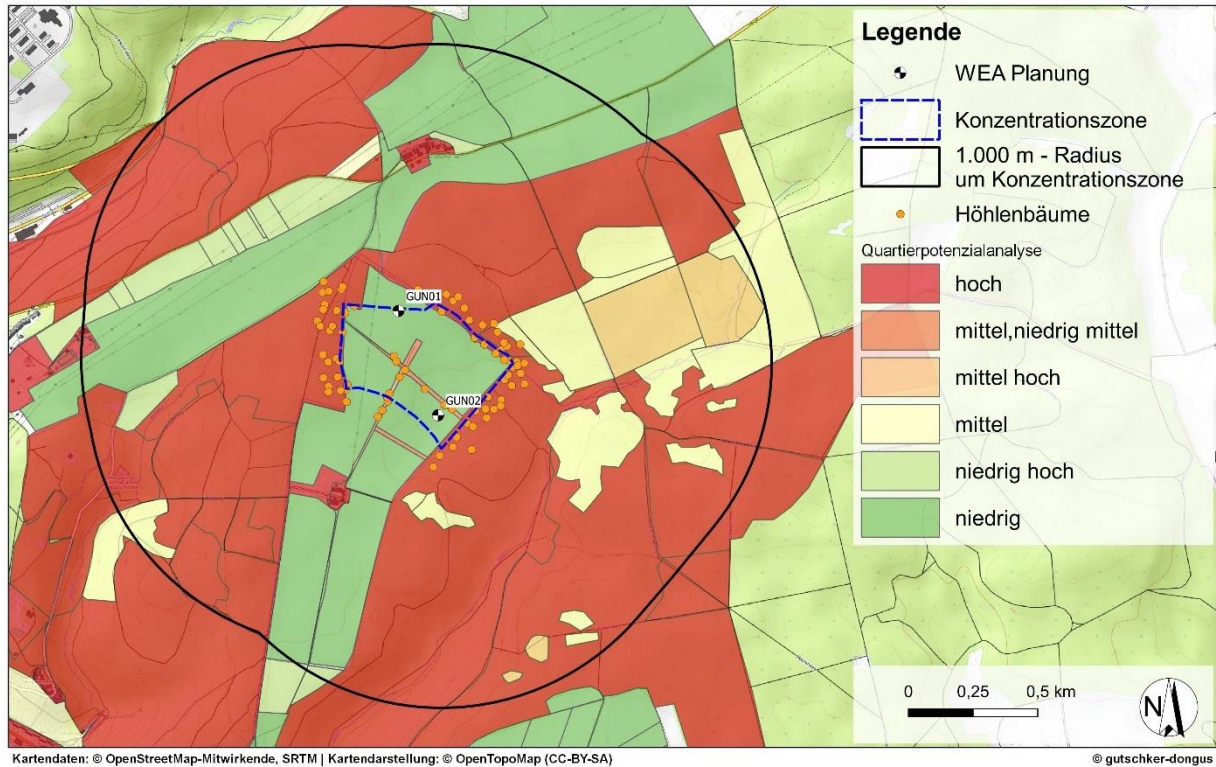 Legende
WEA Planung
Konzentrationszone
1.000 m - Radius
um Konzentrationszone
Höhlenbäume
Quartierpotenzialanalyse
hoch
mittel,niedrig mittel
mittel hoch
mittel
niedrig hoch
niedrig
GUN01
GUN02
0 0,25 0,5 km
N
Kartendaten: © OpenStreetMap-Mitwirkende, SRTM | Kartendarstellung: © OpenTopoMap (CC-BY-SA)
© gutschker-dongus